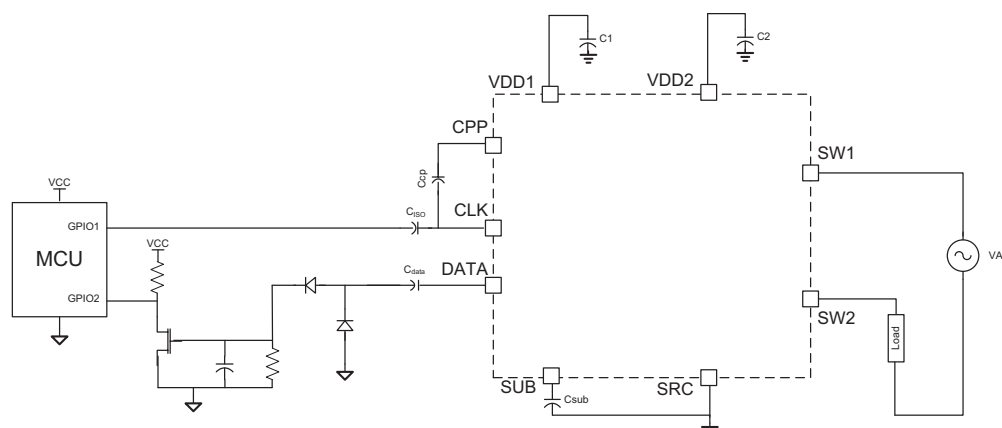 C1
C2
VDD1
VDD2
CPP
SW1
Ccp
VCC
CISO
CLK
GPIO1
MCU
VCC
VA
Cdata
DATA
GPIO2
SW2
Load
SUB
Csub
SRC